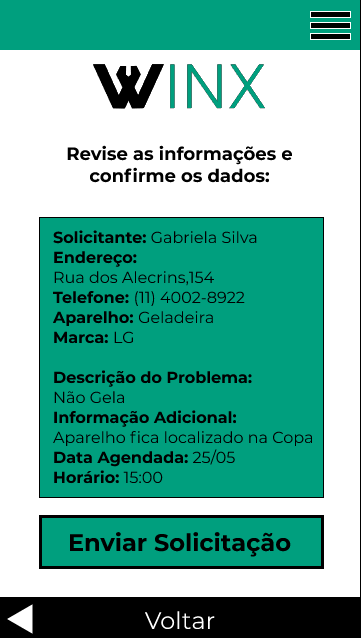 WINX
Revise as informações e
confirme os dados:
Solicitante: Gabriela Silva
Endereço:
Rua dos Alecrins,154
Telefone: (11) 4002-8922
Aparelho: Geladeira
Marca: LG
Descrição do Problema:
Não Gela
Informação Adicional:
Aparelho fica localizado na Copa
Data Agendada: 25/05
Horário: 15:00
Enviar Solicitação
Voltar